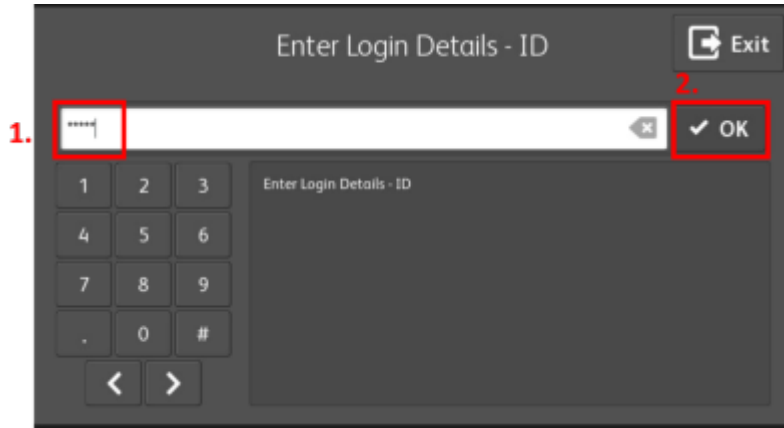 Enter Login Details - ID
Exit
2.
1.
*****
OK
1 2 3
Enter Login Details - ID
4 5 6
7 8 9
. 0 #